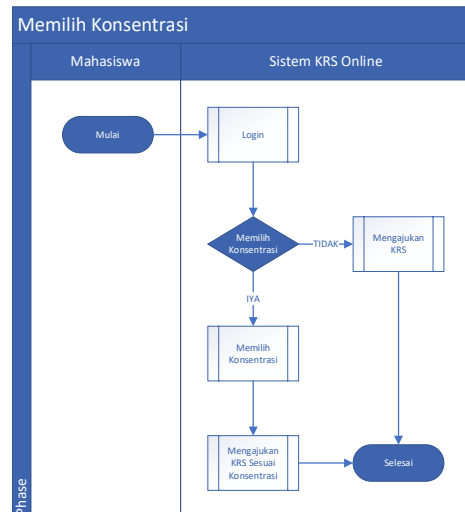 Memilih Konsentrasi
Mahasiswa
Sistem KRS Online
Mulai
Login
Memilih
Konsentrasi
TIDAK
Mengajukan
KRS
IYA
Memilih
Konsentrasi
Mengajukan
KRS Sesuai
Konsentrasi
Selesai
Phase